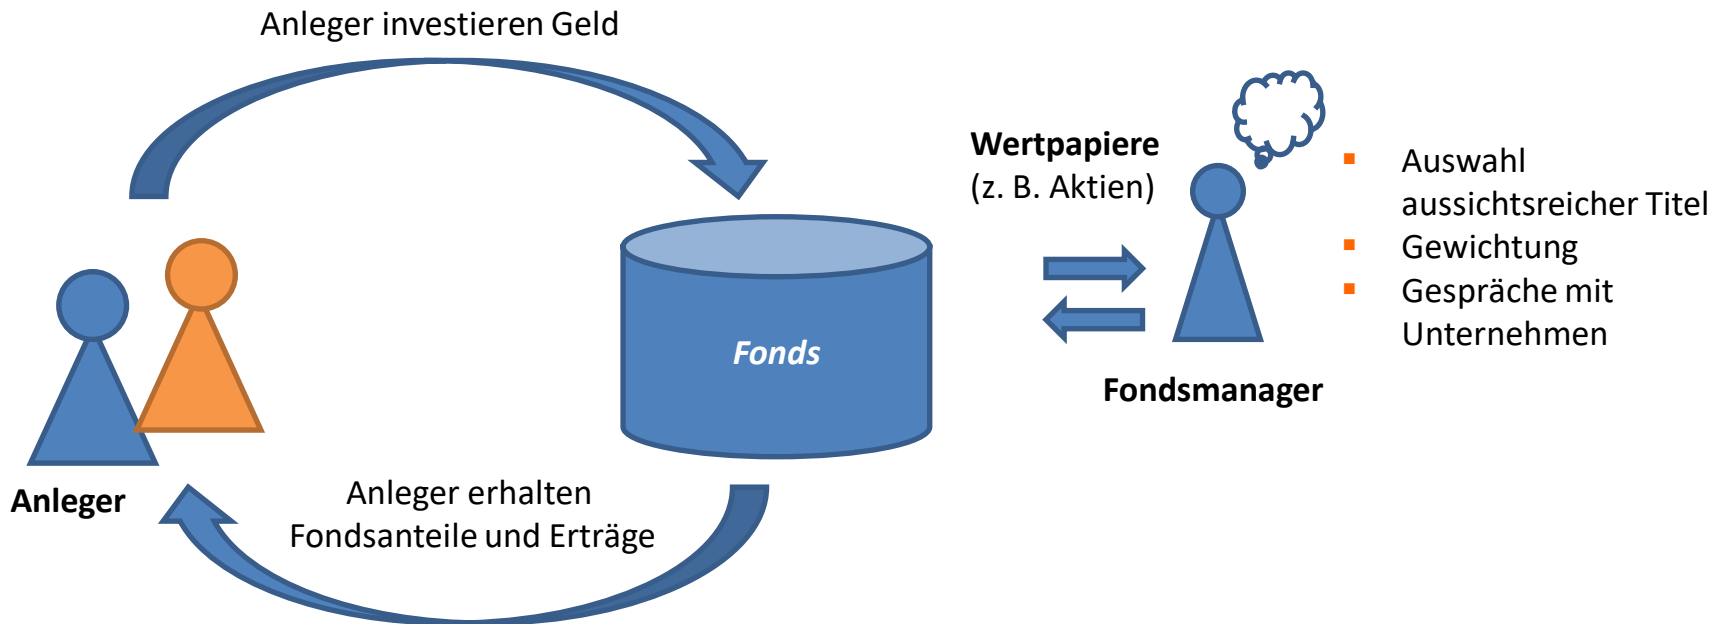 Anleger investieren Geld
Wertpapiere
(z. B. Aktien)
▪ Auswahl
aussichtsreicher Titel
▪ Gewichtung
▪ Gespräche mit
Unternehmen
Fonds
Fondsmanager
Anleger
Anleger erhalten
Fondsanteile und Erträge